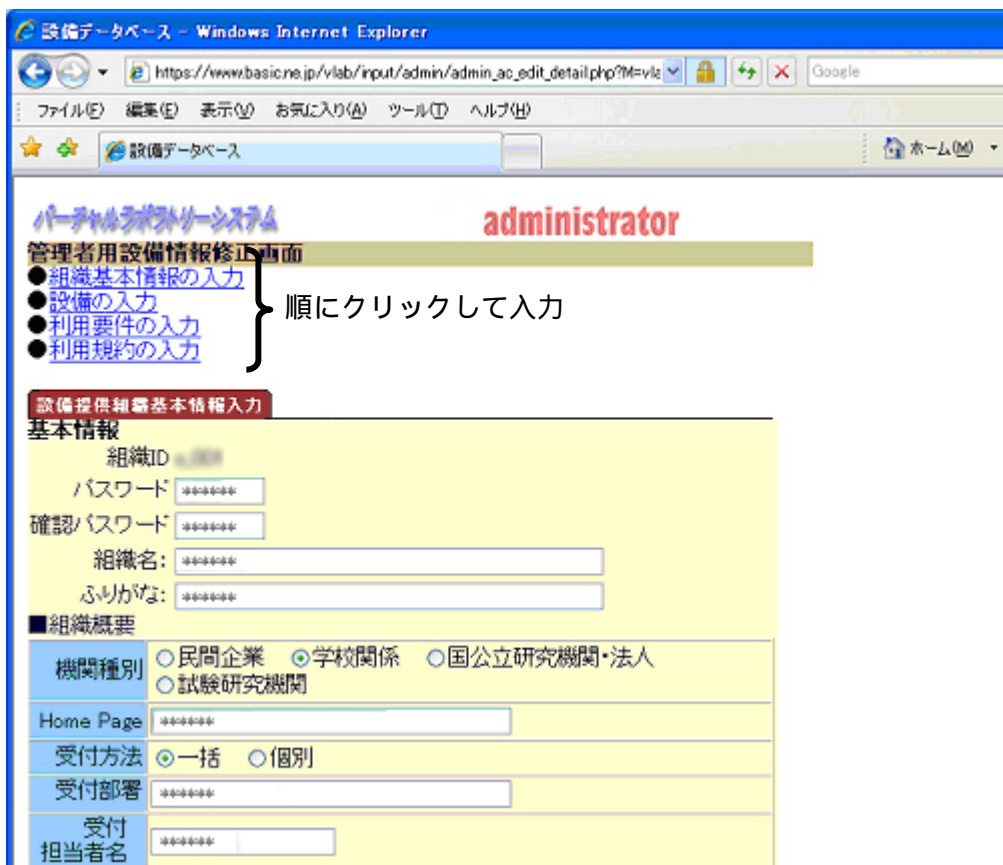 設備データベース - Windows Internet Explorer
https://www.basic.ne.jp/vlab/input/admin/admin_ac_edit_detail.php?M=vla
Google
ファイル(F) 編集(E) 表示(V) お気に入り(A) ツール(T) ヘルプ(H)
設備データベース
ホーム(M)
バーチャルラボラトリーシステム
administrator
管理者用設備情報修正画面
●組織基本情報の入力
●設備の入力
●利用要件の入力
●利用規約の入力
順にクリックして入力
設備提供組織基本情報入力
基本情報
組織ID
パスワード ******
確認パスワード ******
組織名: ******
ふりがな: ******
■組織概要
機関種別 民間企業 学校関係 国公立研究機関・法人
試験研究機関
Home Page ******
受付方法 一括 個別
受付部署 ******
受付
担当者名 ******